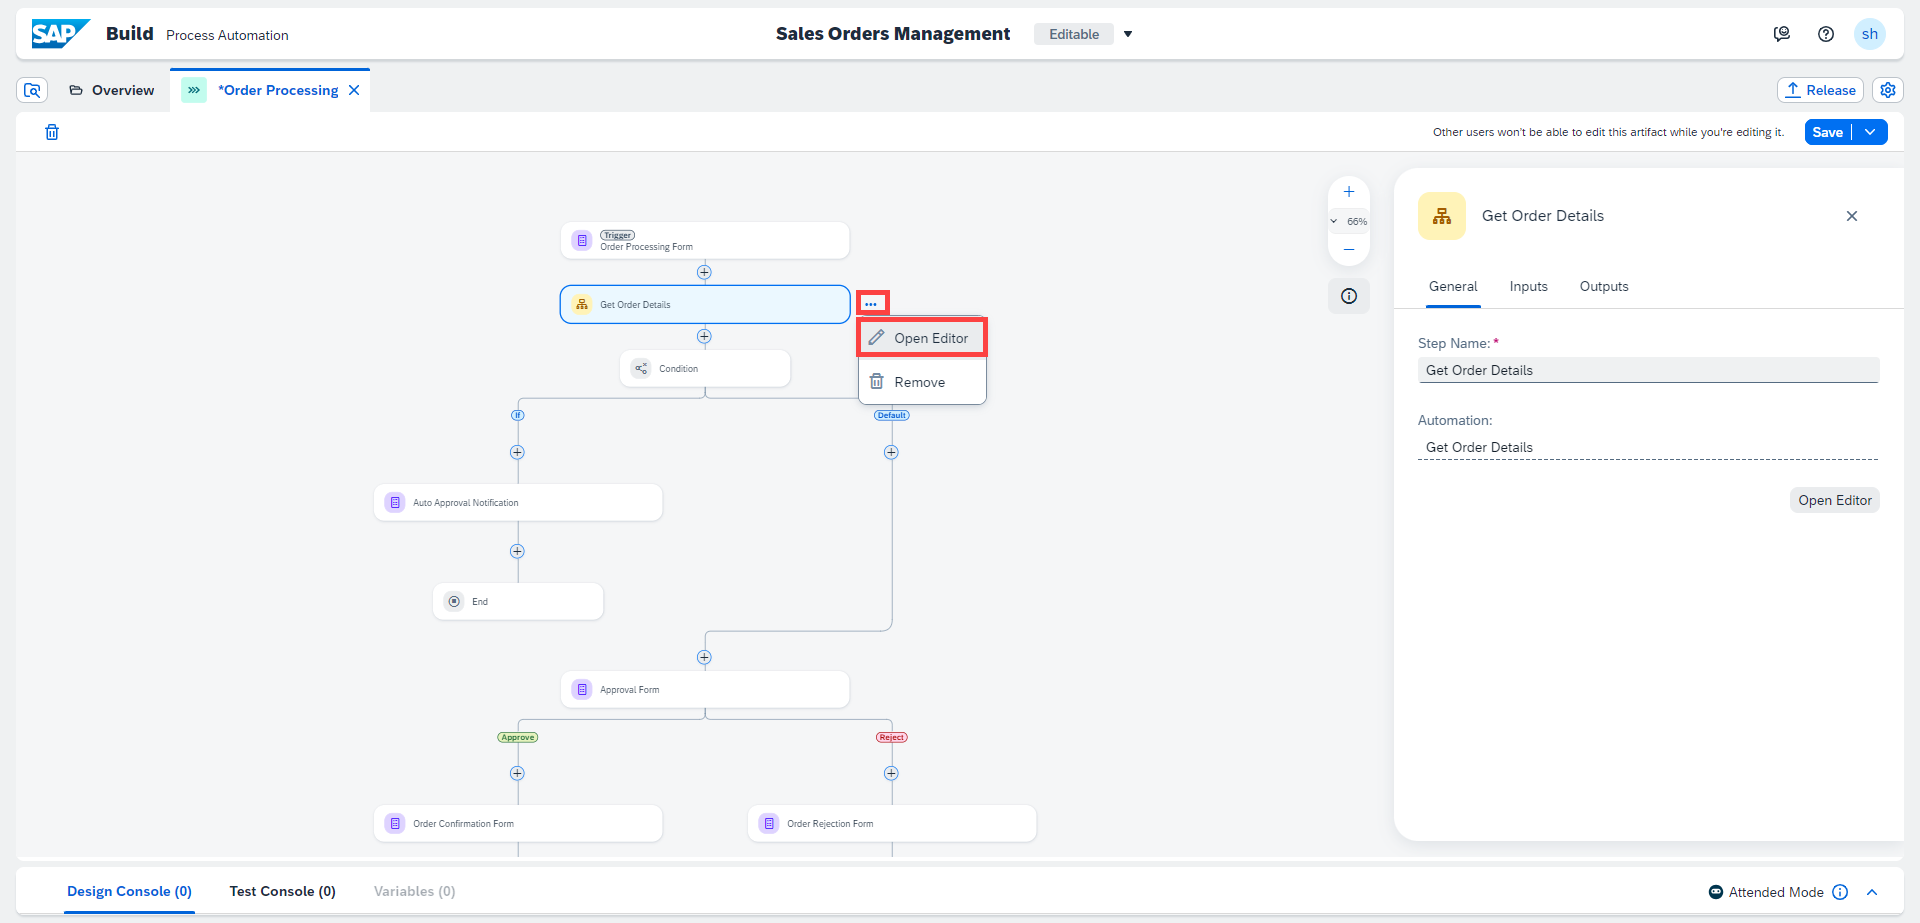 SAP Build Process Automation
Sales Orders Management Editable
sh
Overview
*Order Processing
Release
Other users won't be able to edit this artifact while you're editing it.
Save
Trigger
Order Processing Form
Get Order Details
Open Editor
Remove
Condition
If
Default
Auto Approval Notification
End
Approval Form
Approve
Reject
Order Confirmation Form
Order Rejection Form
66%
Get Order Details
General Inputs Outputs
Step Name:*
Get Order Details
Automation:
Get Order Details
Open Editor
Design Console (0) Test Console (0) Variables (0)
Attended Mode